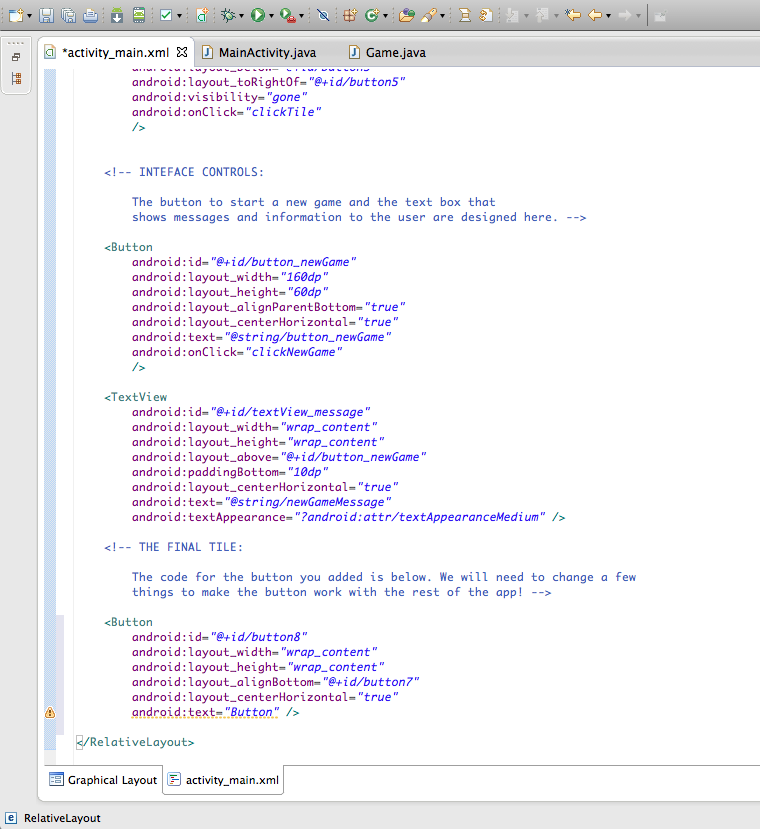 *activity_main.xml
MainActivity.java
Game.java
android:layout_below="@+id/button5"
android:layout_toRightOf="@+id/button5"
android:visibility="gone"
android:onClick="clickTile"
/>
<!-- INTEFACE CONTROLS:
The button to start a new game and the text box that
shows messages and information to the user are designed here. -->
<Button
android:id="@+id/button_newGame"
android:layout_width="160dp"
android:layout_height="60dp"
android:layout_alignParentBottom="true"
android:layout_centerHorizontal="true"
android:text="@string/button_newGame"
android:onClick="clickNewGame"
/>
<TextView
android:id="@+id/textView_message"
android:layout_width="wrap_content"
android:layout_height="wrap_content"
android:layout_above="@+id/button_newGame"
android:paddingBottom="10dp"
android:layout_centerHorizontal="true"
android:text="@string/newGameMessage"
android:textAppearance="?android:attr/textAppearanceMedium" />
<!-- THE FINAL TILE:
The code for the button you added is below. We will need to change a few
things to make the button work with the rest of the app! -->
<Button
android:id="@+id/button8"
android:layout_width="wrap_content"
android:layout_height="wrap_content"
android:layout_alignBottom="@+id/button7"
android:layout_centerHorizontal="true"
android:text="Button" />
</RelativeLayout>
Graphical Layout
activity_main.xml
RelativeLayout